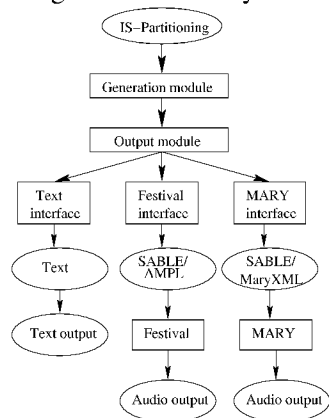 IS-Partitioning
Generation module
Output module
Text
interface
Festival
interface
MARY
interface
Text
SABLE/
AMPL
SABLE/
MaryXML
Text output
Festival
MARY
Audio output
Audio output